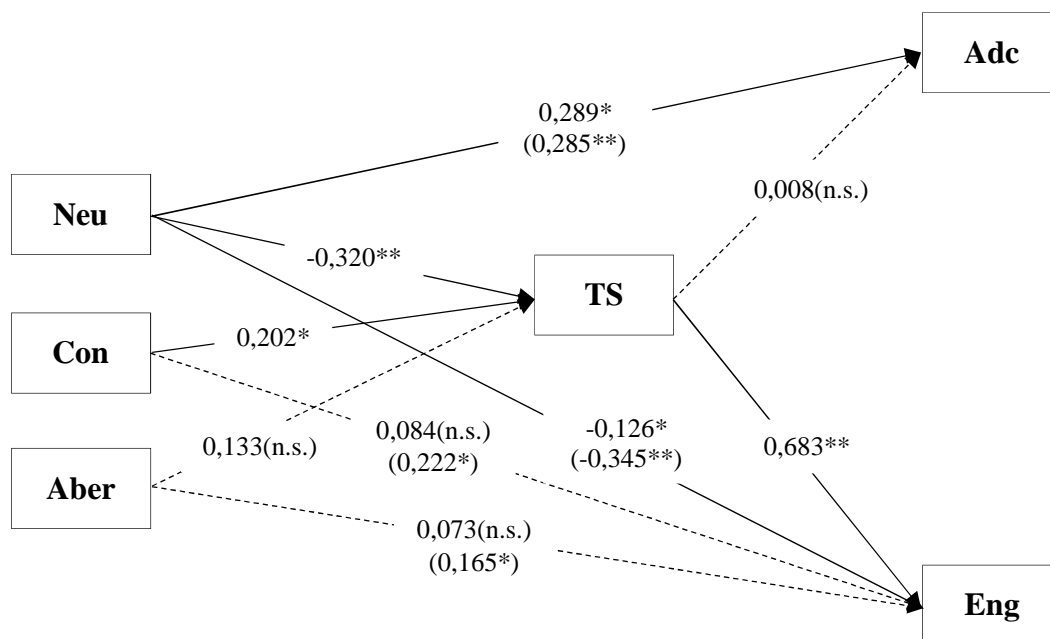 Adc
0,289*
(0,285**)
0,008(n.s.)
Neu
-0,320**
TS
Con
0,202*
0,084(n.s.)
(0,222*)
-0,126*
(-0,345**)
0,683**
0,133(n.s.)
Aber
0,073(n.s.)
(0,165*)
Eng